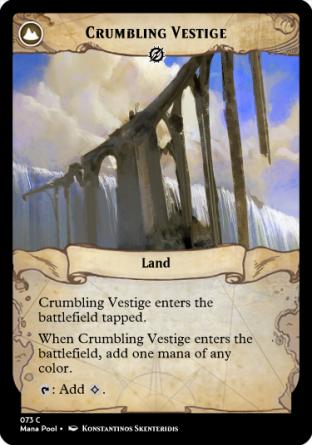 CRUMBLING VESTIGE
Land
Crumbling Vestige enters the
battlefield tapped.
When Crumbling Vestige enters the
battlefield, add one mana of any
color.
: Add .
073 C
Mana Pool • KONSTANTINOS SKENTERIDIS